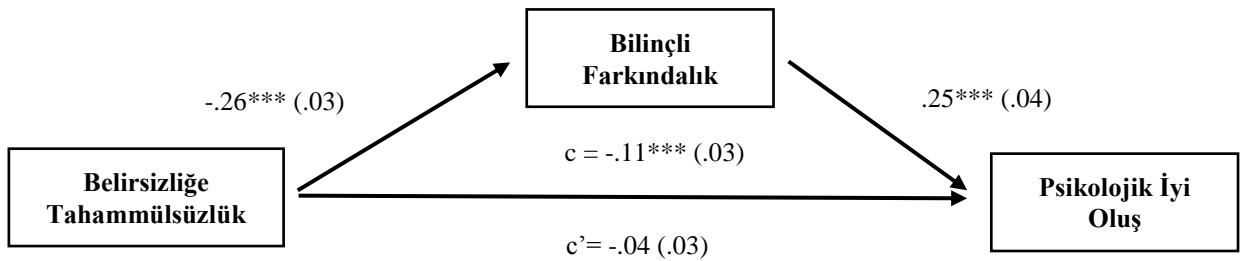 Bilinçli
Farkındalık
-.26*** (.03)
.25*** (.04)
c = -.11*** (.03)
Belirsizliğe
Tahammülsüzlük
Psikolojik İyi
Oluş
c’= -.04 (.03)